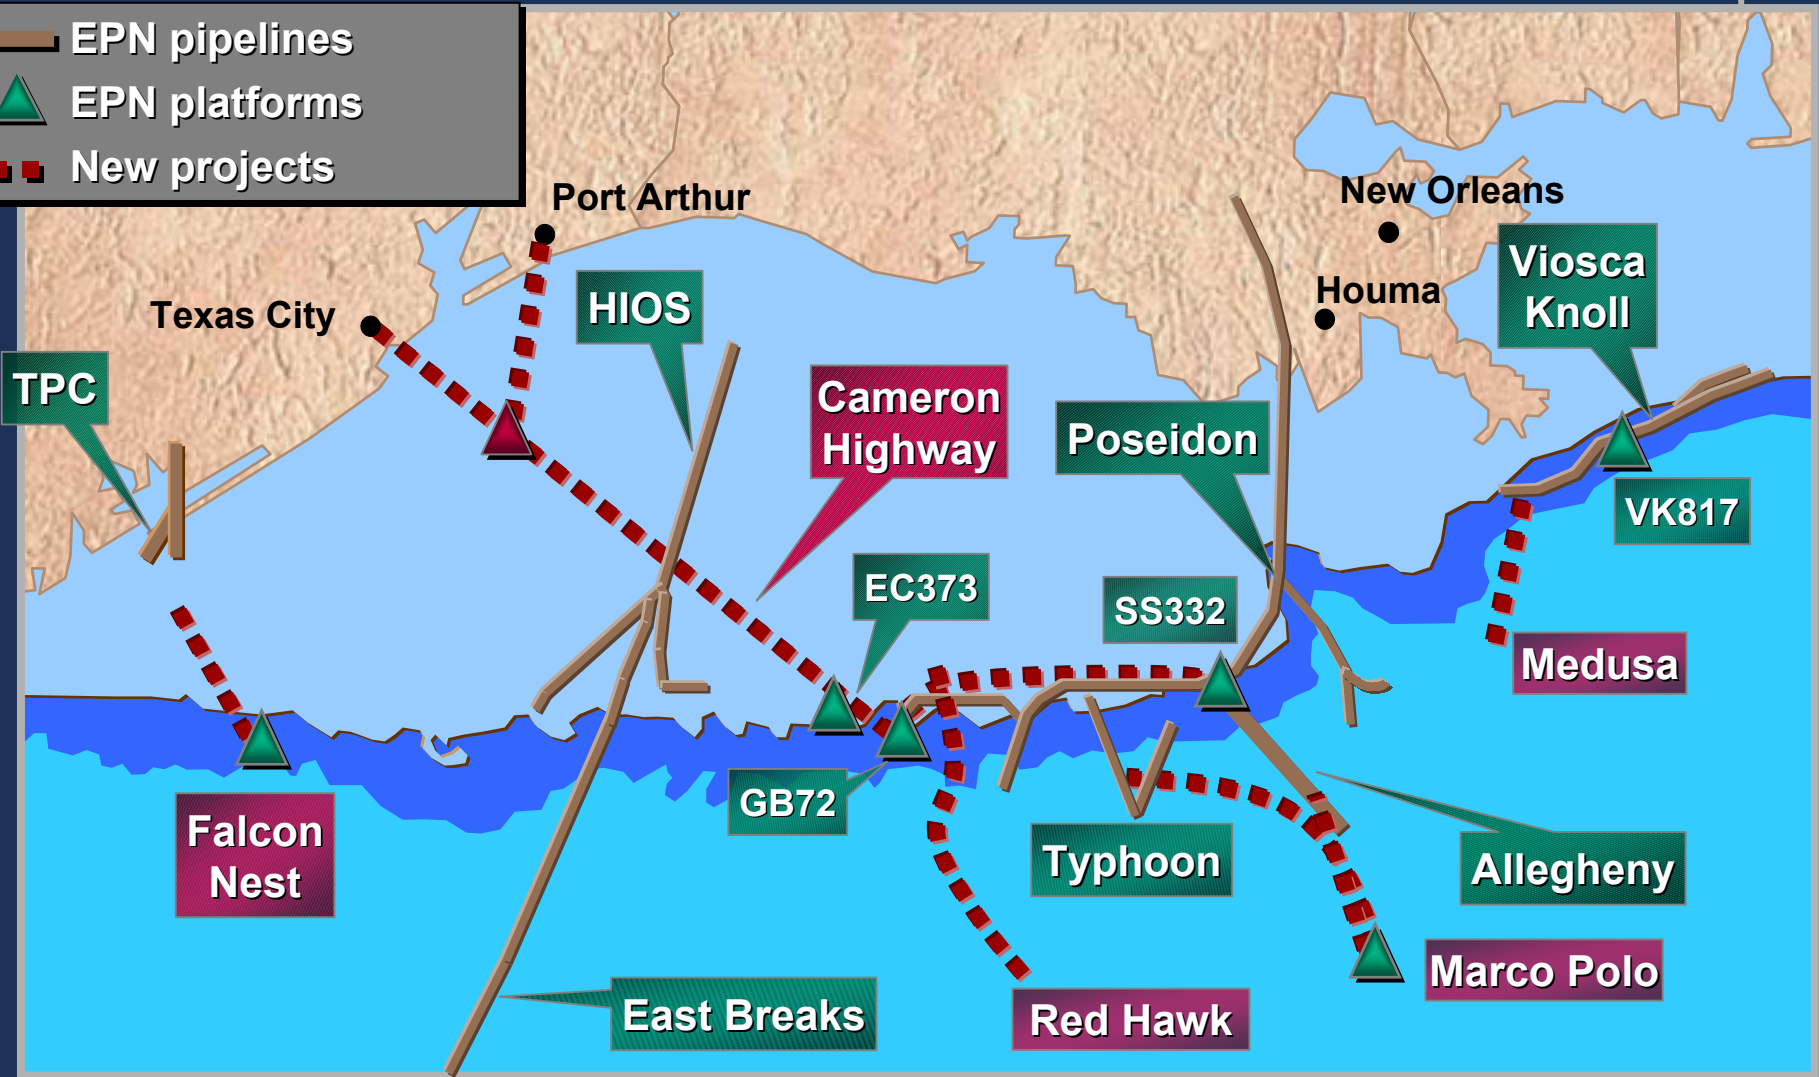 EPN pipelines
EPN platforms
New projects
Port Arthur
New Orleans
Texas City
HIOS
Houma
Viosca
Knoll
TPC
Cameron
Highway
Poseidon
VK817
EC373
SS332
Medusa
GB72
Falcon
Nest
Typhoon
Allegheny
Marco Polo
East Breaks
Red Hawk